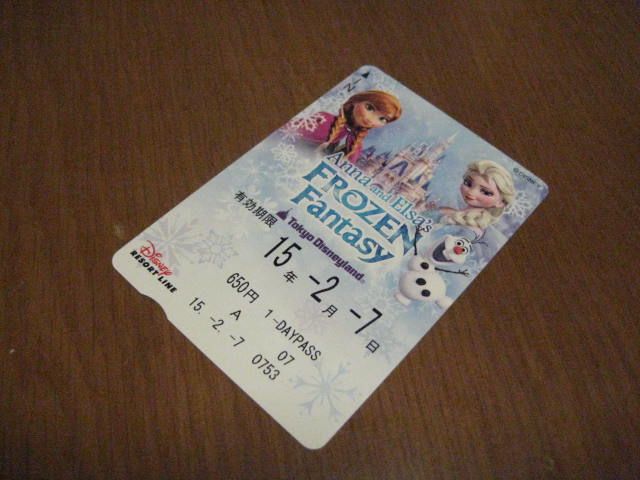 ©Disney
Anna and Elsa's
FROZEN
Fantasy
Tokyo Disneyland®
有効期限
15年 -2月 -7日
Disney
RESORT LINE
650円 1-DAYPASS
A 07
15.-2.-7 0753